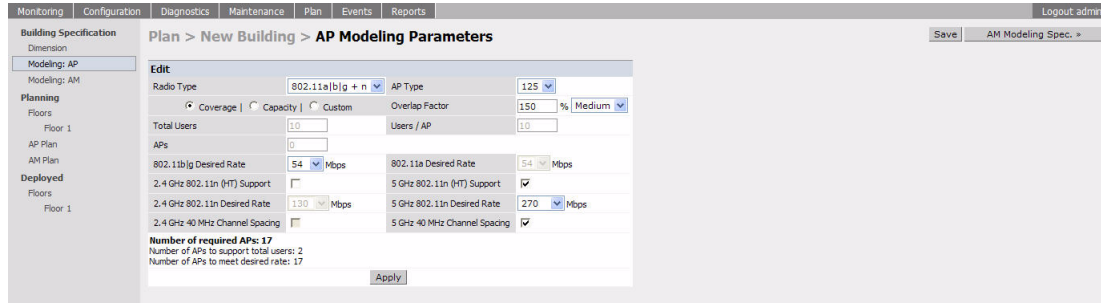 Monitoring Configuration Diagnostics Maintenance Plan Events Reports Logout admin
Building Specification
Dimension
Modeling: AP
Modeling: AM
Planning
Floors
Floor 1
AP Plan
AM Plan
Deployed
Floors
Floor 1
Plan > New Building > AP Modeling Parameters
Save AM Modeling Spec. »
Edit
Radio Type 802.11a|b|g + n AP Type 125
Coverage | Capacity | Custom Overlap Factor 150 % Medium
Total Users 10 Users / AP 10
APs 0
802.11b|g Desired Rate 54 Mbps 802.11a Desired Rate 54 Mbps
2.4 GHz 802.11n (HT) Support 5 GHz 802.11n (HT) Support
2.4 GHz 802.11n Desired Rate 130 Mbps 5 GHz 802.11n Desired Rate 270 Mbps
2.4 GHz 40 MHz Channel Spacing 5 GHz 40 MHz Channel Spacing
Number of required APs: 17
Number of APs to support total users: 2
Number of APs to meet desired rate: 17
Apply